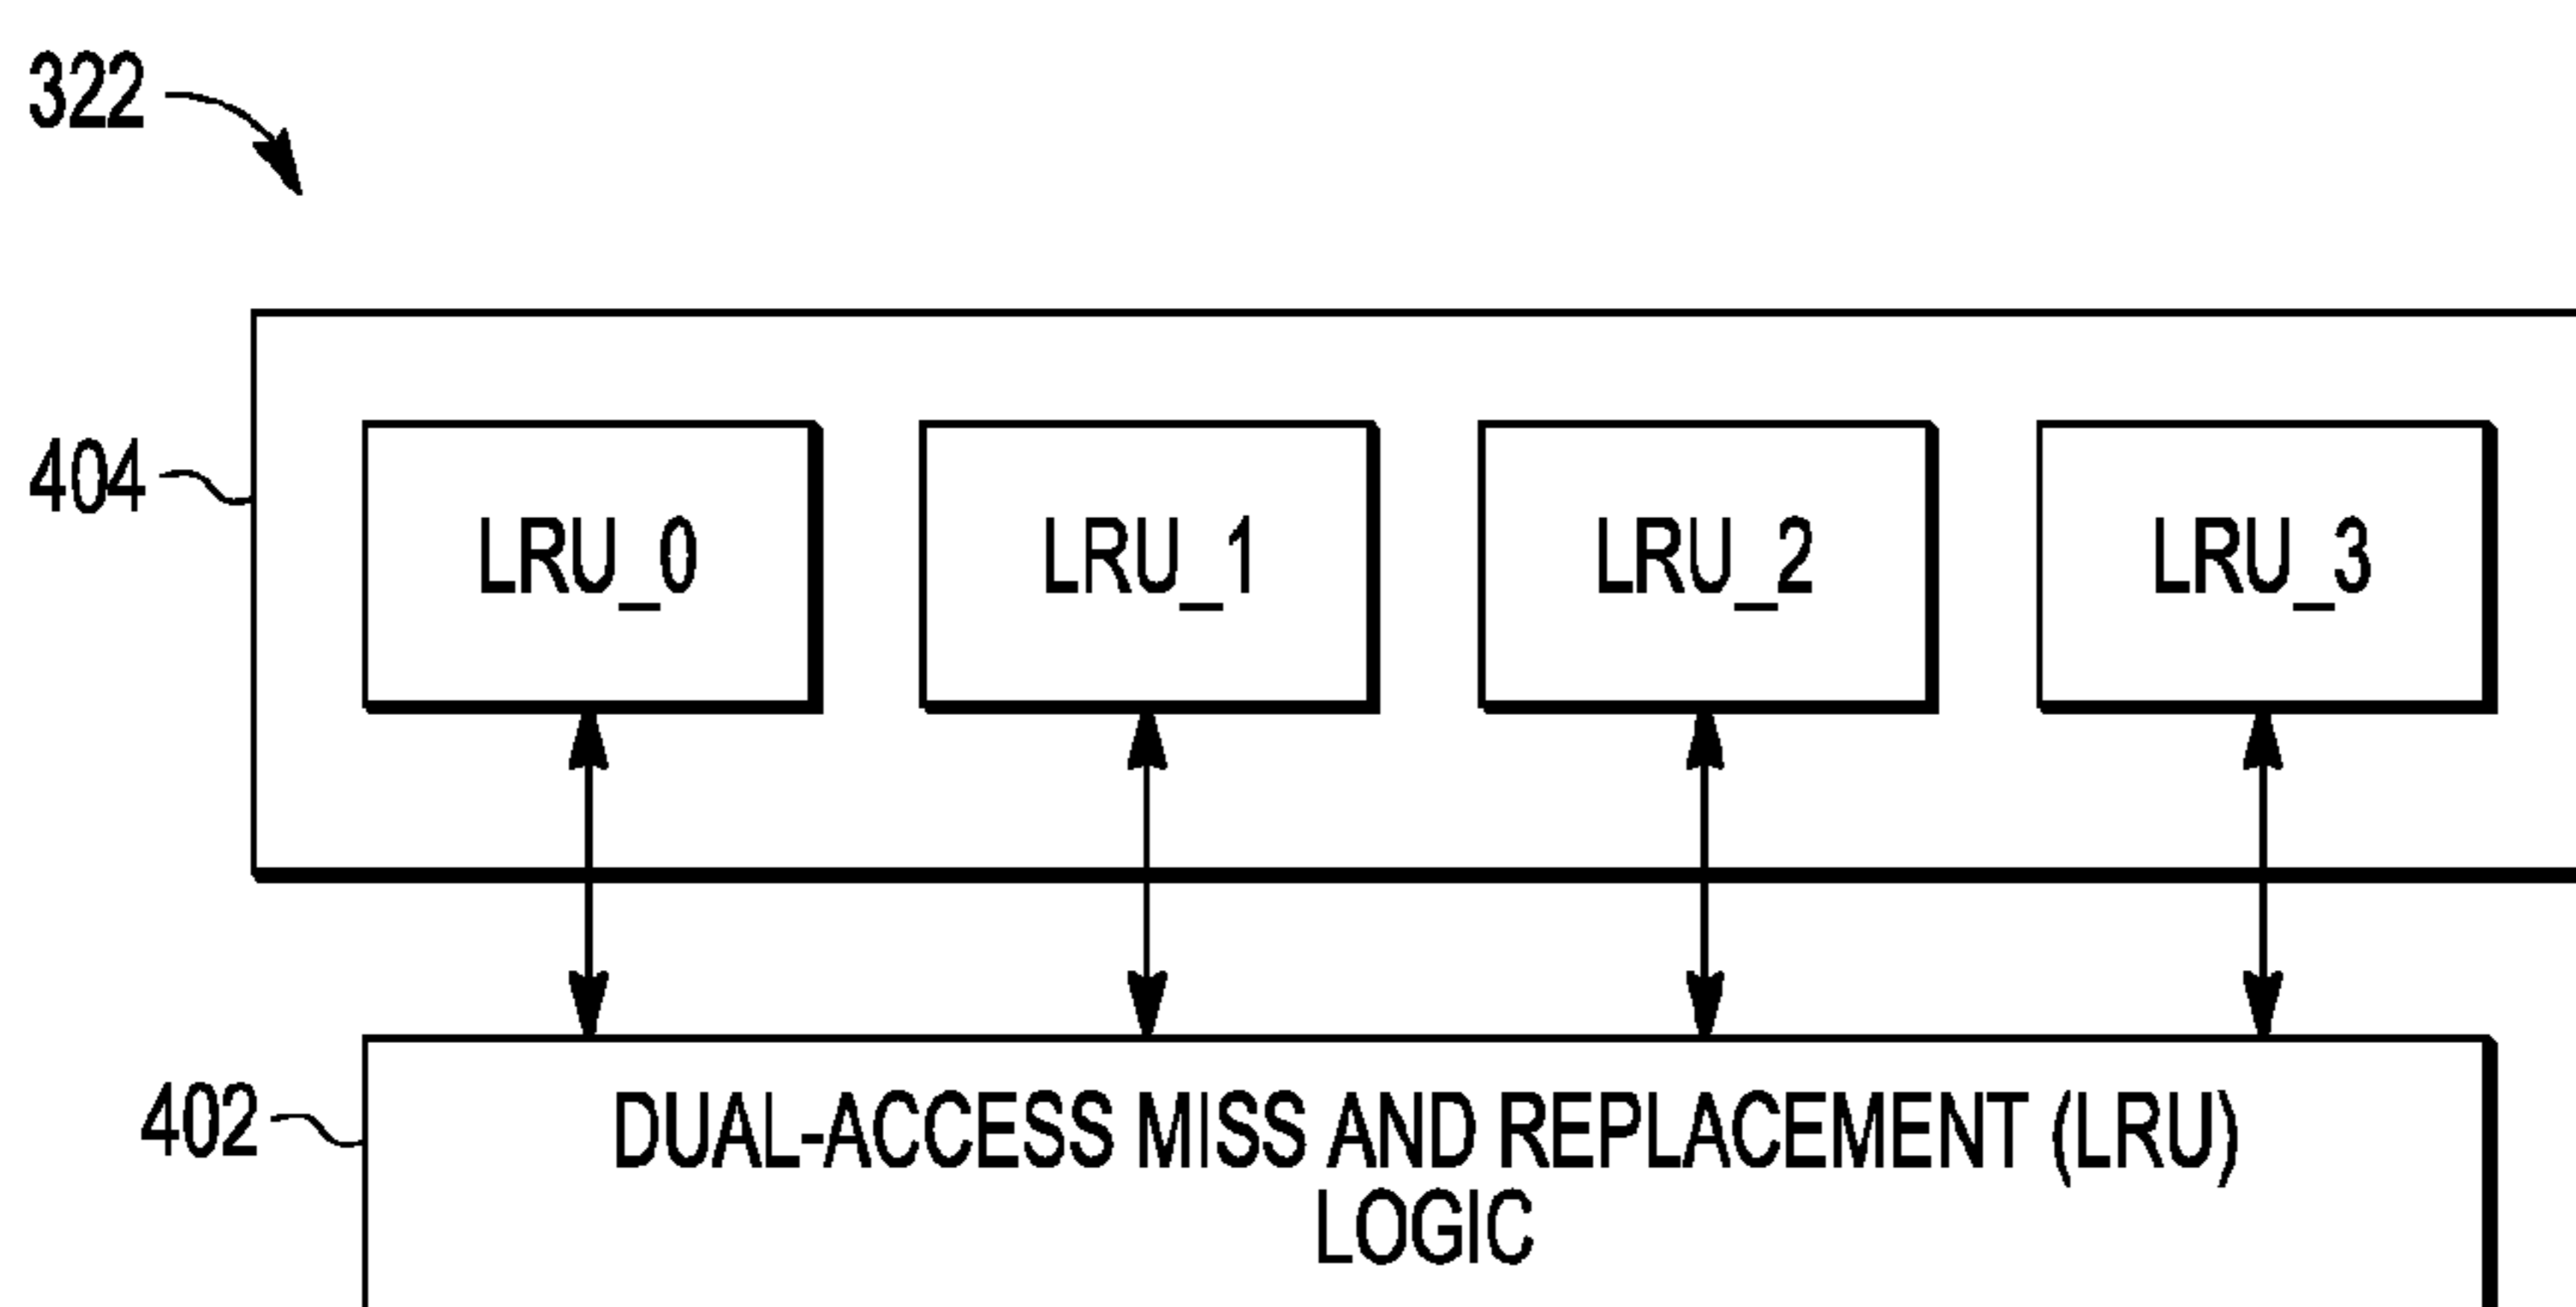 322
404
LRU_0 LRU_1 LRU_2 LRU_3
402
DUAL-ACCESS MISS AND REPLACEMENT (LRU)
LOGIC